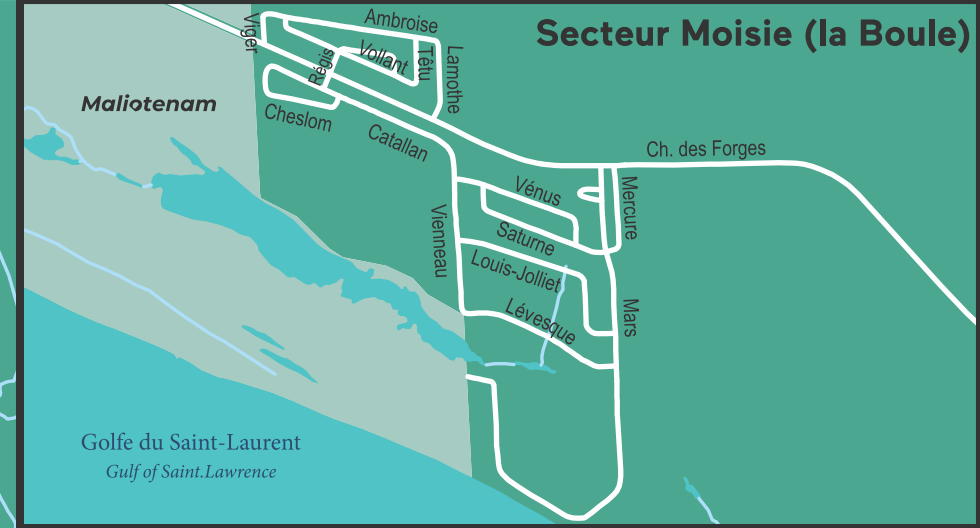 Secteur Moisie (la Boule)
Ambroise
Viger
Vollant
Têtu
Lamothe
Régis
Maliotenam
Cheslom
Catallan
Ch. des Forges
Vénus
Mercure
Vienneau
Saturne
Louis-Jolliet
Lévesque
Mars
Golfe du Saint-Laurent
Gulf of Saint.Lawrence